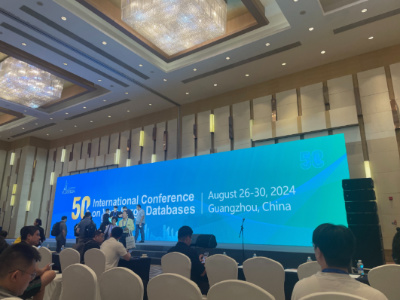 50
International Conference
on Databases
August 26-30, 2024
Guangzhou, China